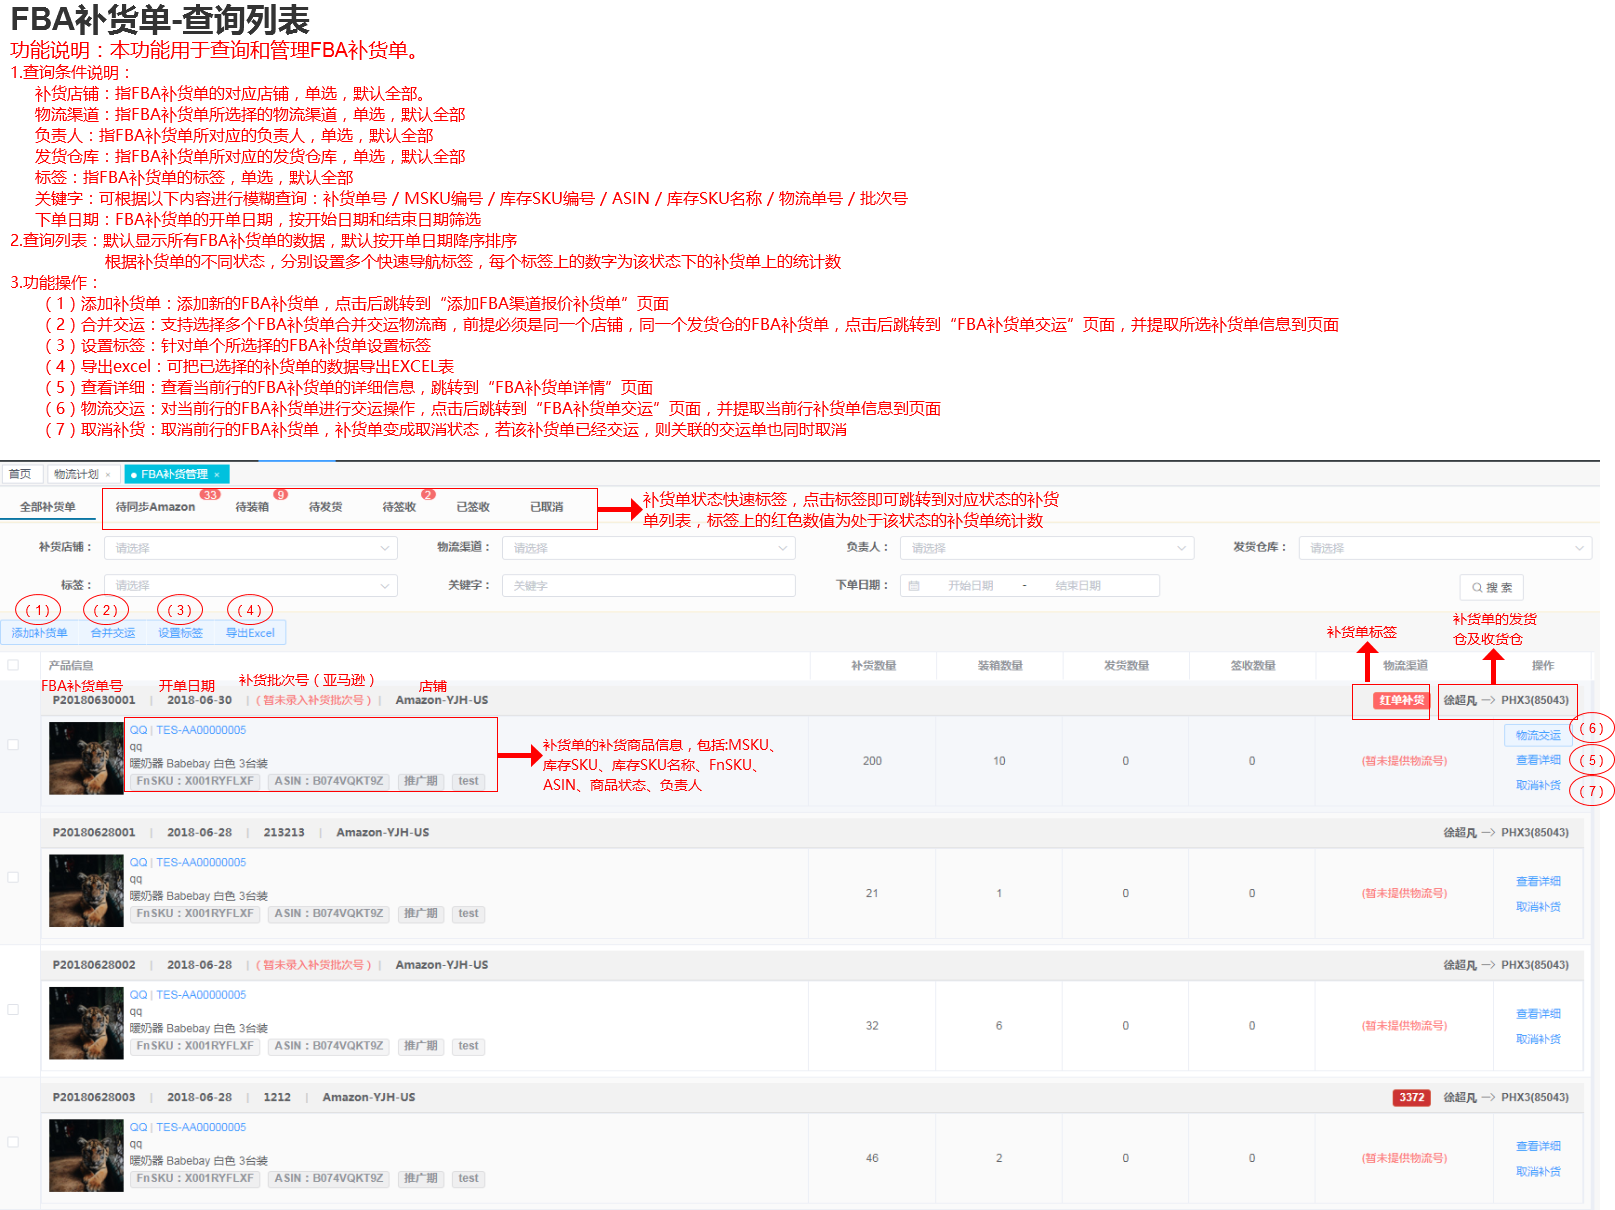 FBA补货单-查询列表
功能说明：本功能用于查询和管理FBA补货单。
1.查询条件说明：
补货店铺：指FBA补货单的对应店铺，单选，默认全部。
物流渠道：指FBA补货单所选择的物流渠道，单选，默认全部
负责人：指FBA补货单所对应的负责人，单选，默认全部
发货仓库：指FBA补货单所对应的发货仓库，单选，默认全部
标签：指FBA补货单的标签，单选，默认全部
关键字：可根据以下内容进行模糊查询：补货单号 / MSKU编号 / 库存SKU编号 / ASIN / 库存SKU名称 / 物流单号 / 批次号
下单日期：FBA补货单的开单日期，按开始日期和结束日期筛选
2.查询列表：默认显示所有FBA补货单的数据，默认按开单日期降序排序
根据补货单的不同状态，分别设置多个快速导航标签，每个标签上的数字为该状态下的补货单上的统计数
3.功能操作：
（1）添加补货单：添加新的FBA补货单，点击后跳转到“添加FBA渠道报价补货单”页面
（2）合并交运：支持选择多个FBA补货单合并交运物流商，前提必须是同一个店铺，同一个发货仓的FBA补货单，点击后跳转到“FBA补货单交运”页面，并提取所选补货单信息到页面
（3）设置标签：针对单个所选择的FBA补货单设置标签
（4）导出excel：可把已选择的补货单的数据导出EXCEL表
（5）查看详细：查看当前行的FBA补货单的详细信息，跳转到“FBA补货单详情”页面
（6）物流交运：对当前行的FBA补货单进行交运操作，点击后跳转到“FBA补货单交运”页面，并提取当前行补货单信息到页面
（7）取消补货：取消前行的FBA补货单，补货单变成取消状态，若该补货单已经交运，则关联的交运单也同时取消
首页 物流计划 × FBA补货管理 ×
全部补货单 待同步Amazon 33 待装箱 9 待发货 待签收 2 已签收 已取消
补货单状态快速标签，点击标签即可跳转到对应状态的补货
单列表，标签上的红色数值为处于该状态的补货单统计数
补货店铺： 请选择 物流渠道： 请选择 负责人： 请选择 发货仓库： 请选择
标签： 请选择 关键字： 关键字 下单日期： 开始日期 - 结束日期 搜 索
（1） （2） （3） （4）
添加补货单 合并交运 设置标签 导出Excel
补货单标签
补货单的发货
仓及收货仓
产品信息 补货数量 装箱数量 发货数量 签收数量 物流渠道 操作
FBA补货单号 开单日期 补货批次号（亚马逊） 店铺
P20180630001 | 2018-06-30 | （暂未录入补货批次号） | Amazon-YJH-US 红单补货 徐超凡 --> PHX3(85043)
QQ | TES-AA00000005
qq
暖奶器 Babebay 白色 3台装
FnSKU：X001RYFLXF ASIN：B074VQKT9Z 推广期 test
补货单的补货商品信息，包括:MSKU、
库存SKU、库存SKU名称、FnSKU、
ASIN、商品状态、负责人
200 10 0 0 (暂未提供物流号)
物流交运 （6）
查看详细 （5）
取消补货 （7）
P20180628001 | 2018-06-28 | 213213 | Amazon-YJH-US 徐超凡 --> PHX3(85043)
QQ | TES-AA00000005
qq
暖奶器 Babebay 白色 3台装
FnSKU：X001RYFLXF ASIN：B074VQKT9Z 推广期 test
21 1 0 0 (暂未提供物流号)
查看详细
取消补货
P20180628002 | 2018-06-28 | （暂未录入补货批次号） | Amazon-YJH-US 徐超凡 --> PHX3(85043)
QQ | TES-AA00000005
qq
暖奶器 Babebay 白色 3台装
FnSKU：X001RYFLXF ASIN：B074VQKT9Z 推广期 test
32 6 0 0 (暂未提供物流号)
查看详细
取消补货
P20180628003 | 2018-06-28 | 1212 | Amazon-YJH-US 3372 徐超凡 --> PHX3(85043)
QQ | TES-AA00000005
qq
暖奶器 Babebay 白色 3台装
FnSKU：X001RYFLXF ASIN：B074VQKT9Z 推广期 test
46 2 0 0 (暂未提供物流号)
查看详细
取消补货